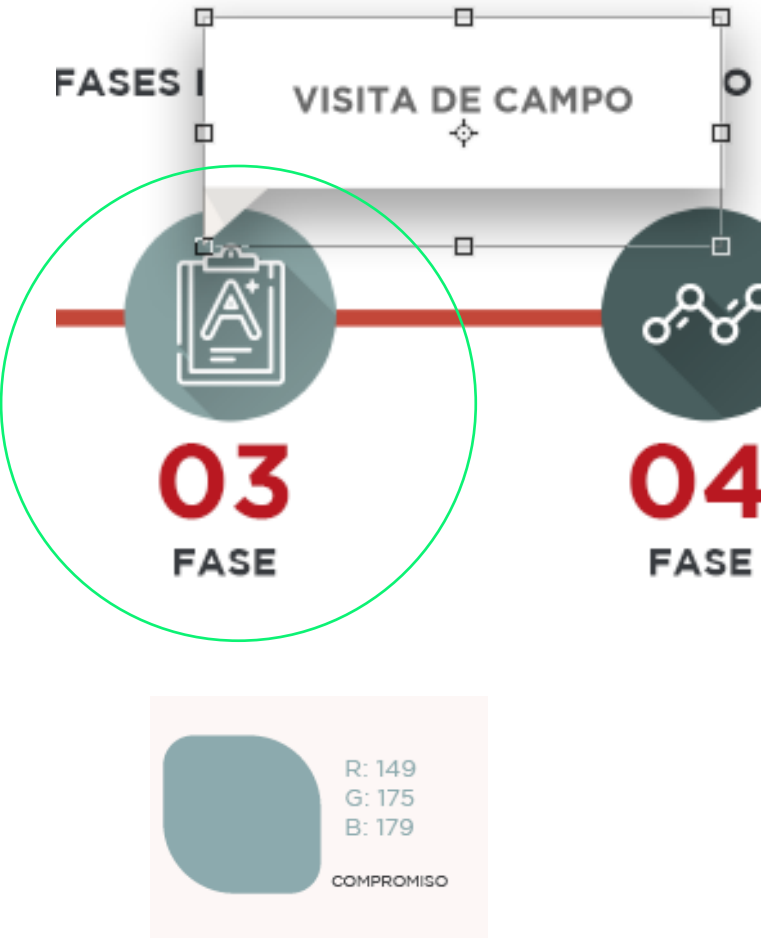 FASES
VISITA DE CAMPO
O
A+
03
FASE
04
FASE
R: 149
G: 175
B: 179
COMPROMISO